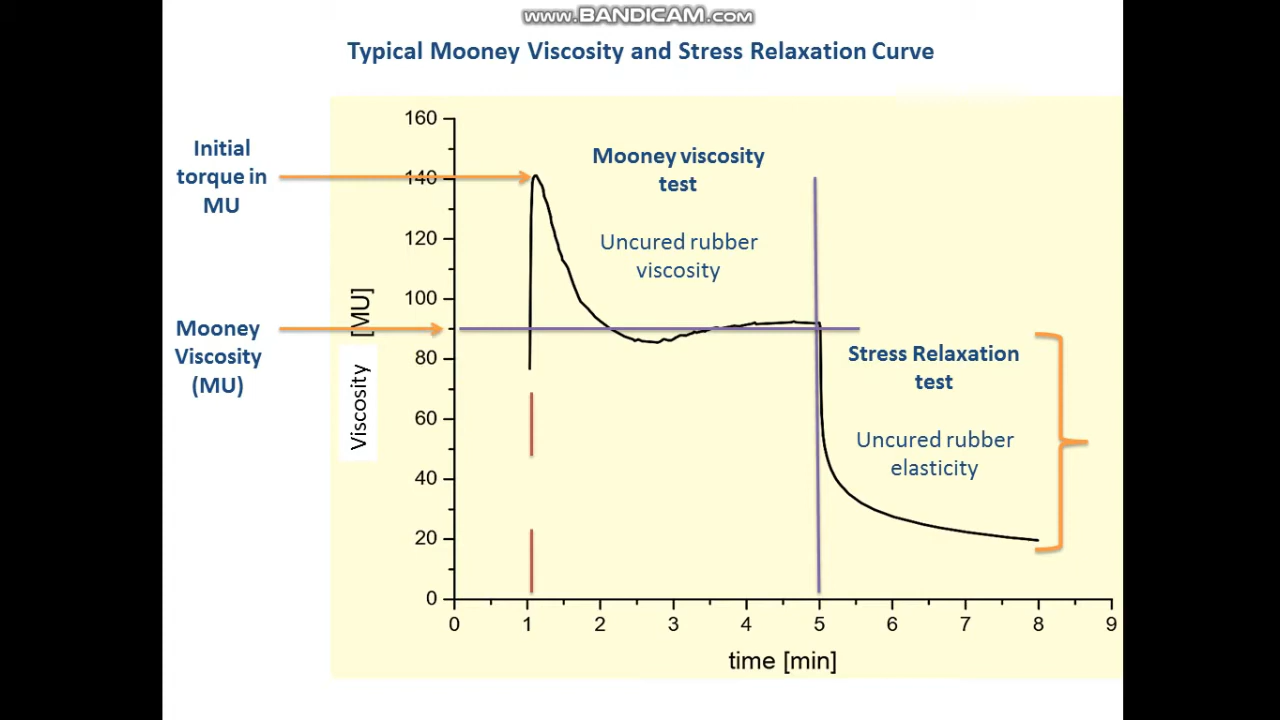 www.BANDICAM.com
Typical Mooney Viscosity and Stress Relaxation Curve
Initial
torque in
MU
Mooney
Viscosity
(MU)
Viscosity [MU]
160
140
120
100
80
60
40
20
0
Mooney viscosity
test
Uncured rubber
viscosity
Stress Relaxation
test
Uncured rubber
elasticity
0 1 2 3 4 5 6 7 8 9
time [min]